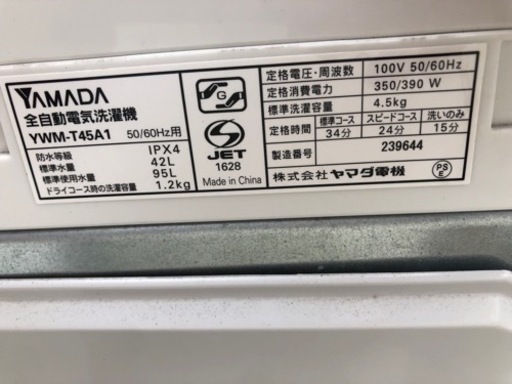 YAMADA
全自動電気洗濯機
YWM-T45A1 50/60Hz用
防水等級 IPX4
標準水量 42L
標準使用水量 95L
ドライコース時の洗濯容量 1.2kg
G
S
JET
1628
Made in China
定格電圧・周波数 100V 50/60Hz
定格消費電力 350/390 W
標準洗濯容量 4.5kg
定格時間 標準コース スピードコース 洗いのみ
34分 24分 15分
製造番号 239644
株式会社 ヤマダ電機
PS
E